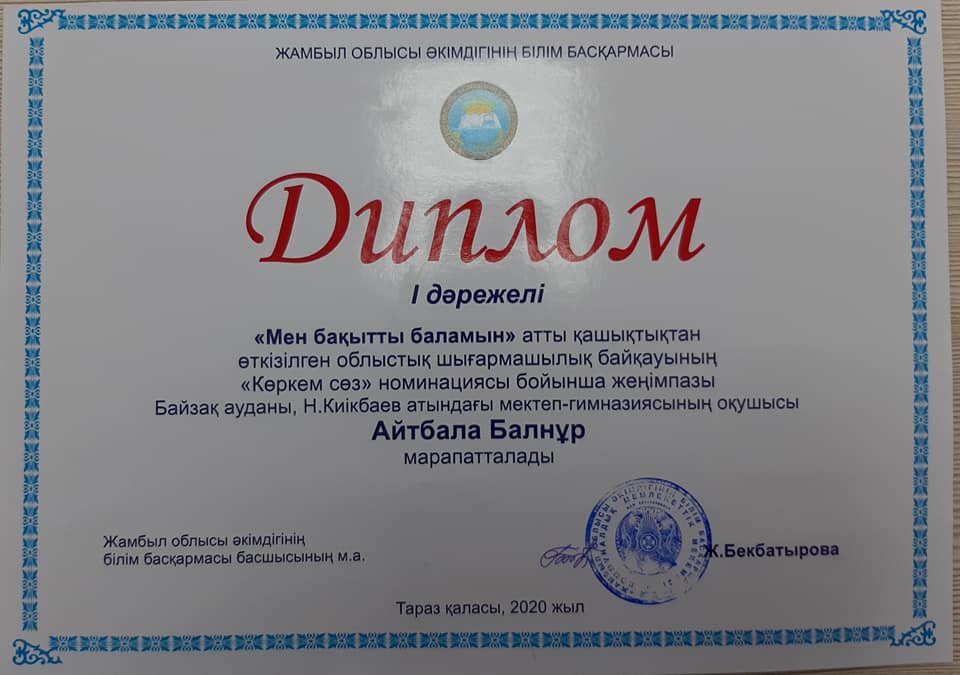 ЖАМБЫЛ ОБЛЫСЫ ӘКІМДІГІНІҢ БІЛІМ БАСҚАРМАСЫ
Диплом
І дәрежелі
«Мен бақытты баламын» атты қашықтықтан
өткізілген облыстық шығармашылық байқауының
«Көркем сөз» номинациясы бойынша жеңімпазы
Байзақ ауданы, Н.Киікбаев атындағы мектеп-гимназиясының оқушысы
Айтбала Балнұр
марапатталады
Жамбыл облысы әкімдігінің
білім басқармасы басшысының м.а.
Ж.Бекбатырова
Тараз қаласы, 2020 жыл